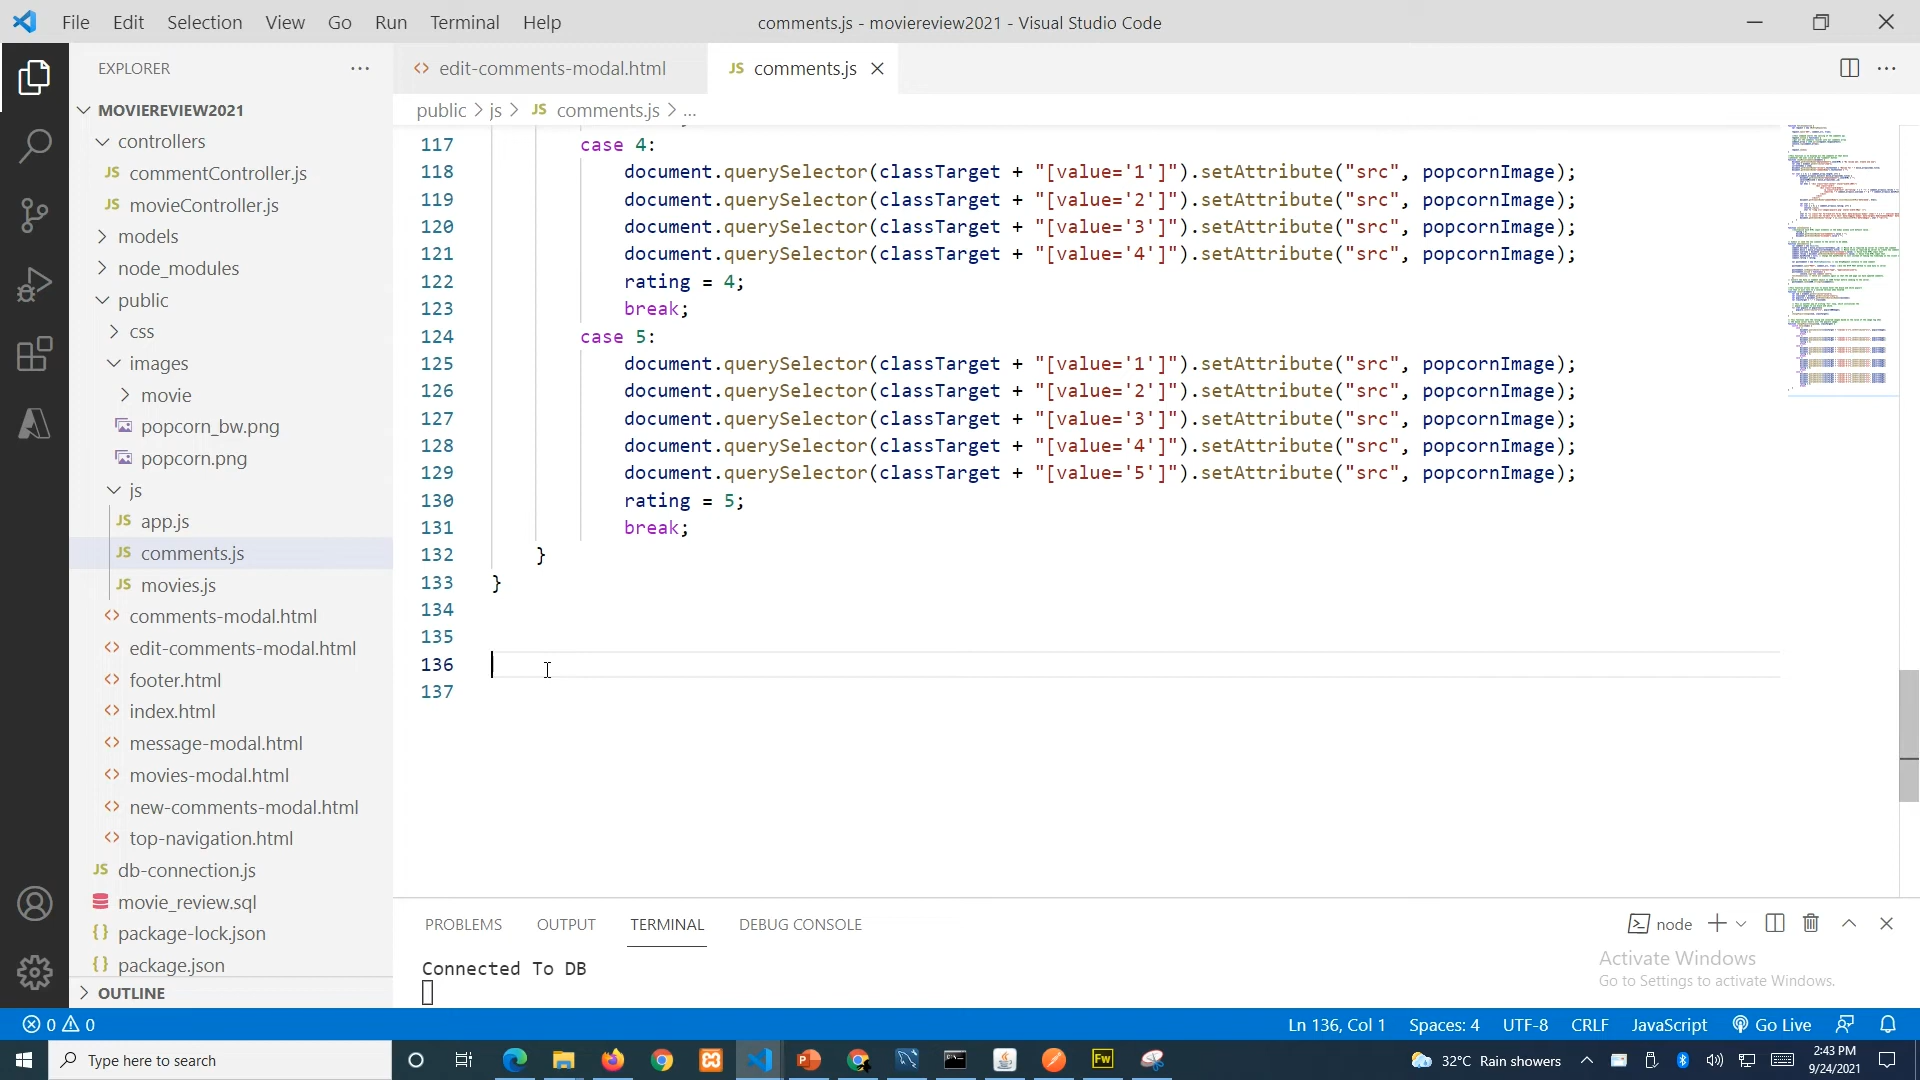 File Edit Selection View Go Run Terminal Help
comments.js - moviereview2021 - Visual Studio Code
EXPLORER
MOVIEREVIEW2021
controllers
JS commentController.js
JS movieController.js
models
node_modules
public
css
images
movie
popcorn_bw.png
popcorn.png
js
JS app.js
JS comments.js
JS movies.js
comments-modal.html
edit-comments-modal.html
footer.html
index.html
message-modal.html
movies-modal.html
new-comments-modal.html
top-navigation.html
JS db-connection.js
movie_review.sql
{} package-lock.json
{} package.json
OUTLINE
<> edit-comments-modal.html
JS comments.js
public > js > JS comments.js > ...
117 case 4:
118 document.querySelector(classTarget + "[value='1']").setAttribute("src", popcornImage);
119 document.querySelector(classTarget + "[value='2']").setAttribute("src", popcornImage);
120 document.querySelector(classTarget + "[value='3']").setAttribute("src", popcornImage);
121 document.querySelector(classTarget + "[value='4']").setAttribute("src", popcornImage);
122 rating = 4;
123 break;
124 case 5:
125 document.querySelector(classTarget + "[value='1']").setAttribute("src", popcornImage);
126 document.querySelector(classTarget + "[value='2']").setAttribute("src", popcornImage);
127 document.querySelector(classTarget + "[value='3']").setAttribute("src", popcornImage);
128 document.querySelector(classTarget + "[value='4']").setAttribute("src", popcornImage);
129 document.querySelector(classTarget + "[value='5']").setAttribute("src", popcornImage);
130 rating = 5;
131 break;
132 }
133 }
134
135
136
137
PROBLEMS OUTPUT TERMINAL DEBUG CONSOLE
node
Connected To DB
Activate Windows
Go to Settings to activate Windows.
0 0
Ln 136, Col 1 Spaces: 4 UTF-8 CRLF JavaScript Go Live
Type here to search
Fw
32°C Rain showers
2:43 PM
9/24/2021